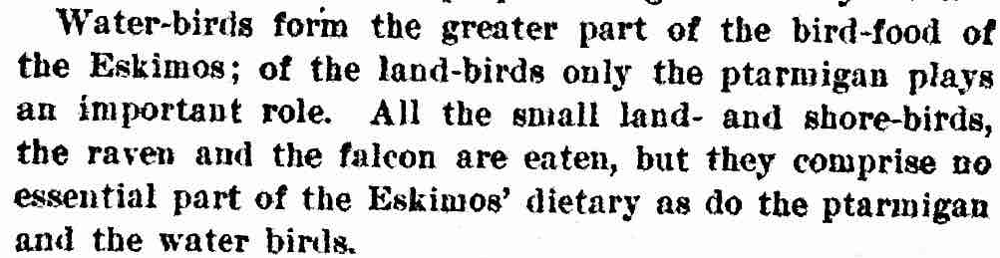 Water-birds form the greater part of the bird-food of
the Eskimos; of the land-birds only the ptarmigan plays
an important role. All the small land- and shore-birds,
the raven and the falcon are eaten, but they comprise no
essential part of the Eskimos' dietary as do the ptarmigan
and the water birds.